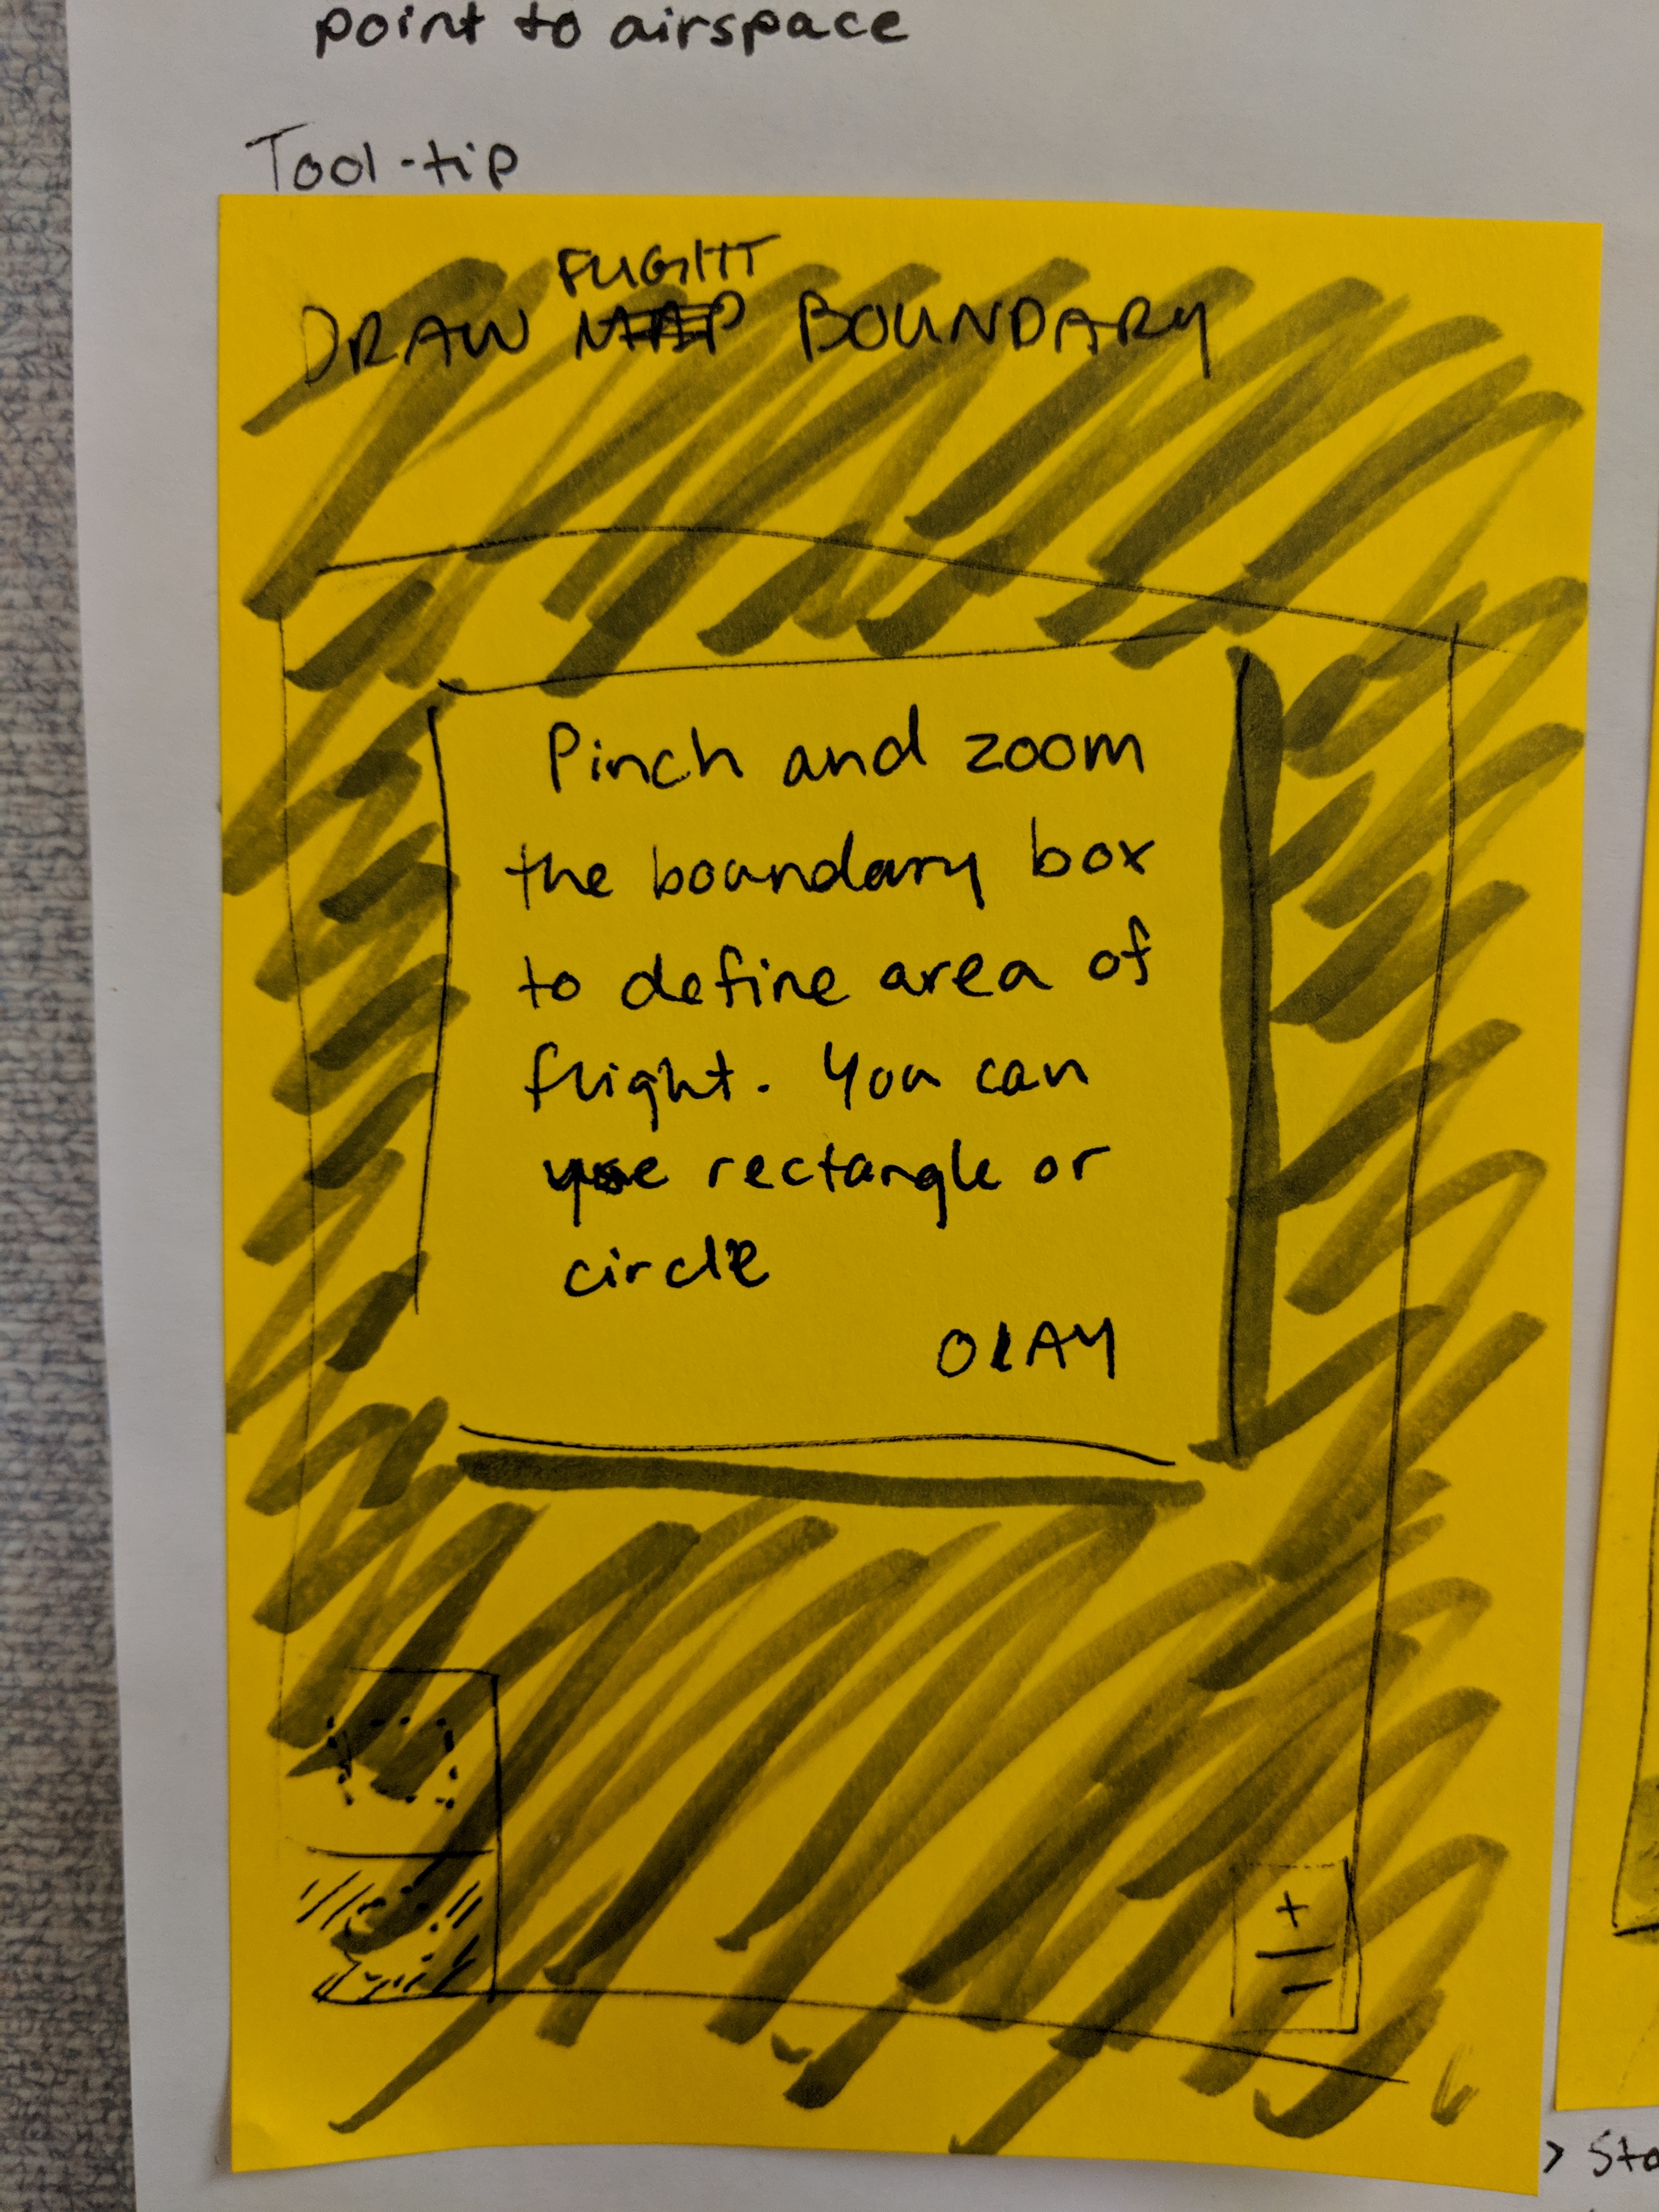 point to airspace
Tool-tip
FLIGHT
DRAW MAP BOUNDARY
Pinch and zoom
the boundary box
to define area of
flight. You can
use rectangle or
circle
OKAY
+
-
> Sta